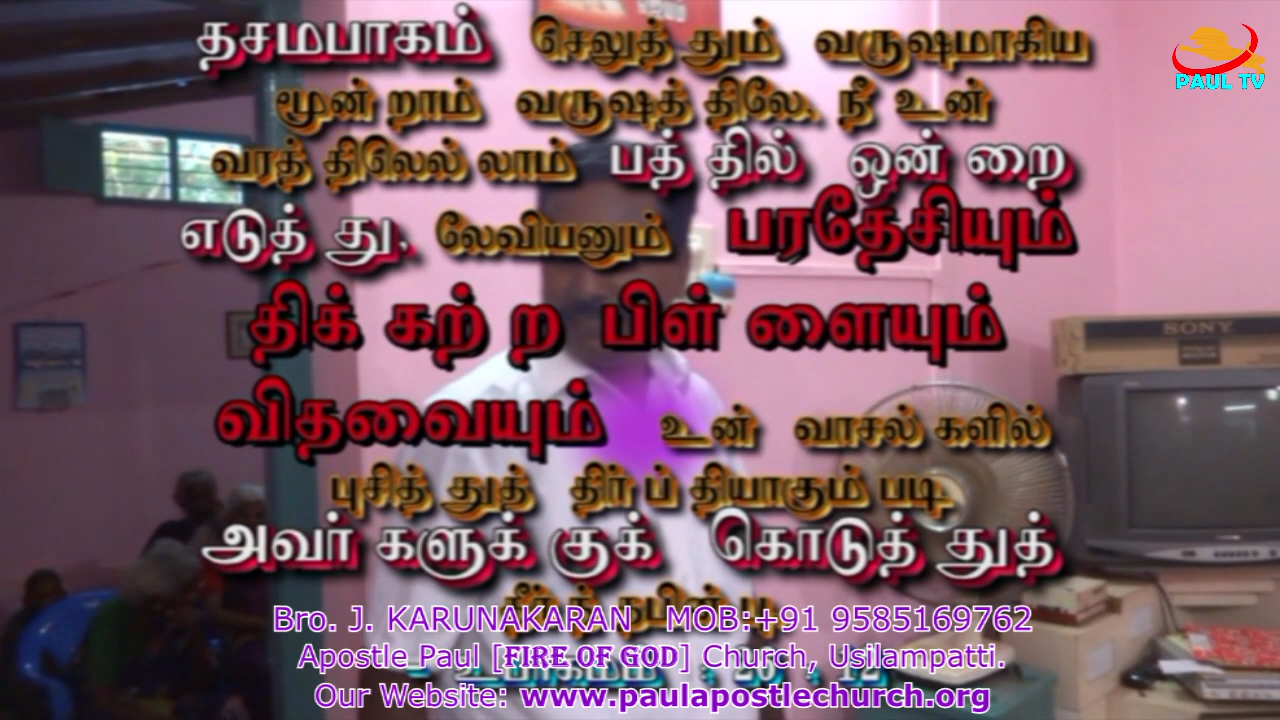 தசமபாகம் செலுத்தும் வருஷமாகிய
PAUL TV
மூன்றாம் வருஷத்திலே, நீ உன்
வரத்திலெல்லாம் பத்தில் ஒன்றை
எடுத்து, லேவியனும் பரதேசியும்
திக்கற்ற பிள்ளையும்
SONY
விதவையும் உன் வாசல்களில்
புசித்துத் திர்ப்தியாகும்படி
அவர்களுக்குக் கொடுத்துத்
Bro. J. KARUNAKARAN MOB:+91 9585169762
Apostle Paul [FIRE OF GOD] Church, Usilampatti.
Our Website: www.paulapostlechurch.org